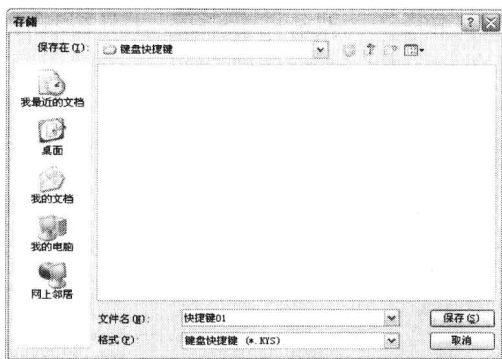 存储
保存在(I):
键盘快捷键
我最近的文档
桌面
我的文档
我的电脑
网上邻居
文件名(N):
快捷键01
保存(S)
格式(F):
键盘快捷键 (*.KYS)
取消